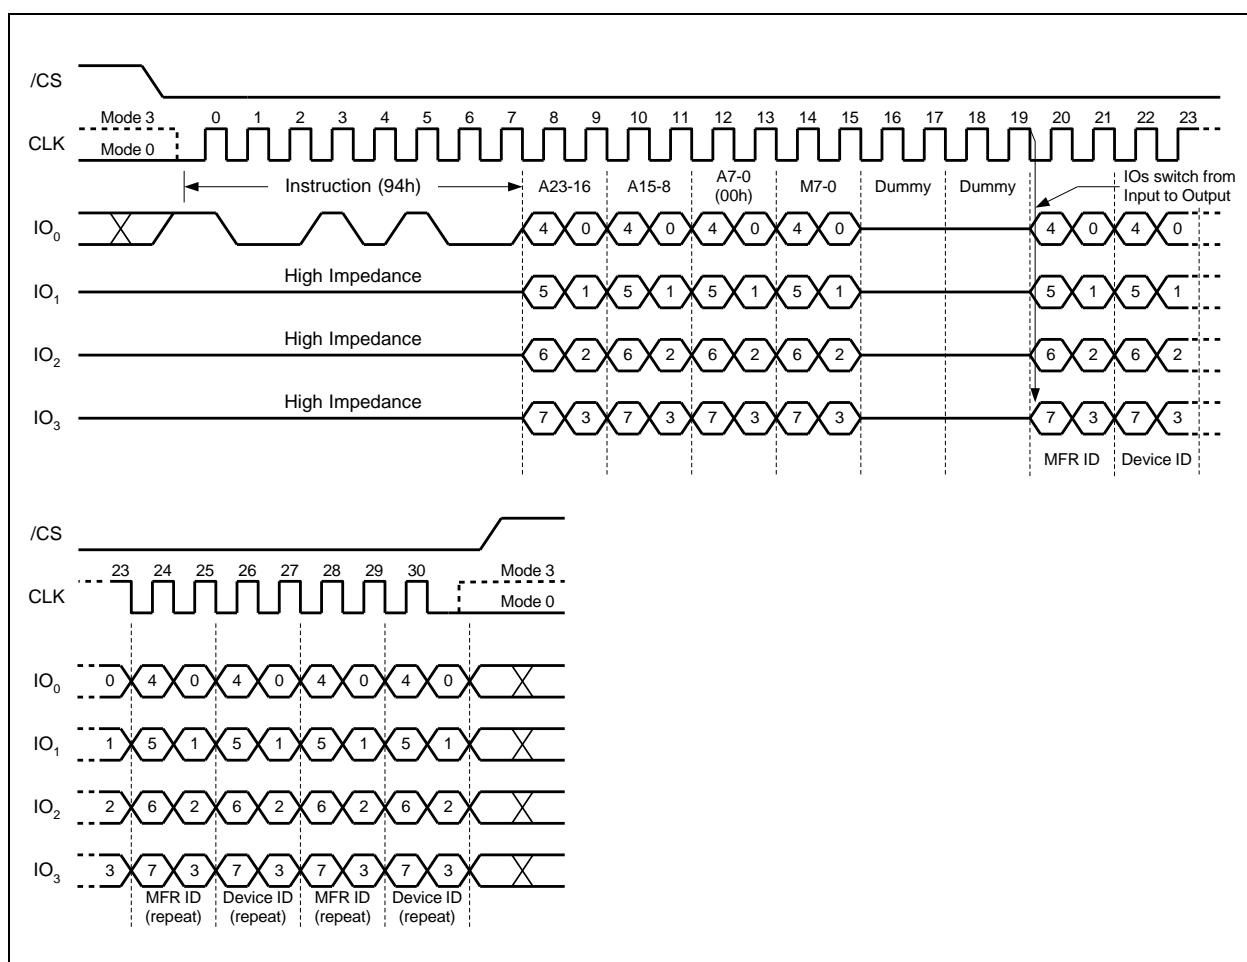 /CS
Mode 3 0 1 2 3 4 5 6 7 8 9 10 11 12 13 14 15 16 17 18 19 20 21 22 23
CLK
Mode 0
Instruction (94h) A23-16 A15-8 A7-0 (00h) M7-0 Dummy Dummy IOs switch from Input to Output
IO0 4 0 4 0 4 0 4 0 4 0 4 0
High Impedance
IO1 5 1 5 1 5 1 5 1 5 1 5 1
High Impedance
IO2 6 2 6 2 6 2 6 2 6 2 6 2
High Impedance
IO3 7 3 7 3 7 3 7 3 7 3 7 3
MFR ID Device ID
/CS
23 24 25 26 27 28 29 30 Mode 3
CLK
Mode 0
IO0 0 4 0 4 0 4 0 4 0
IO1 1 5 1 5 1 5 1 5 1
IO2 2 6 2 6 2 6 2 6 2
IO3 3 7 3 7 3 7 3 7 3
MFR ID Device ID MFR ID Device ID
(repeat) (repeat) (repeat) (repeat)